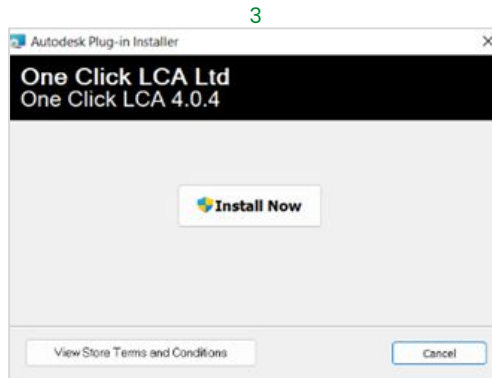 3
Autodesk Plug-in Installer
One Click LCA Ltd
One Click LCA 4.0.4
Install Now
View Store Terms and Conditions
Cancel